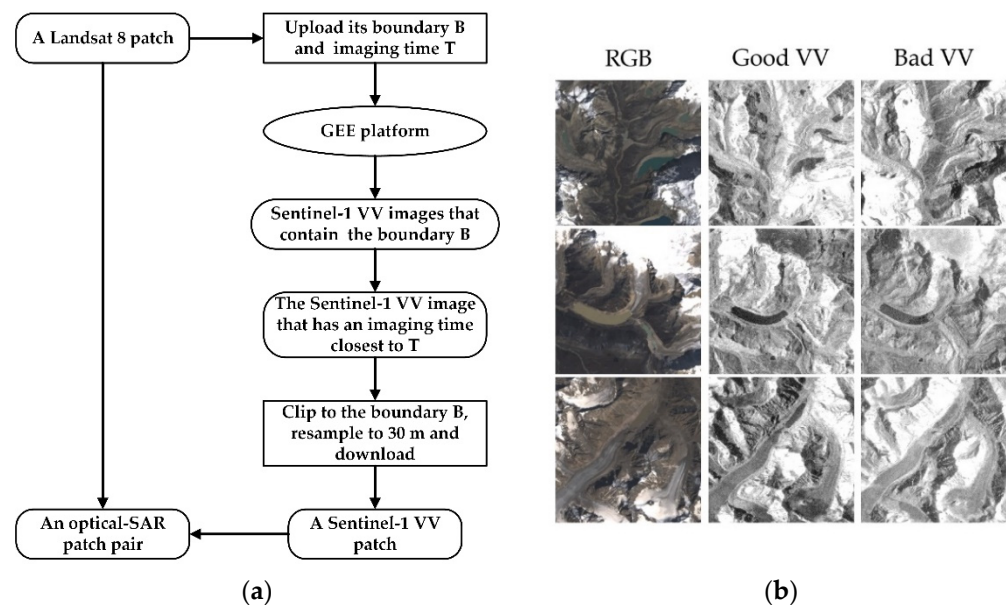 A Landsat 8 patch
Upload its boundary B
and imaging time T
GEE platform
Sentinel-1 VV images that
contain the boundary B
The Sentinel-1 VV image
that has an imaging time
closest to T
Clip to the boundary B,
resample to 30 m and
download
An optical-SAR
patch pair
A Sentinel-1 VV
patch
(a)
RGB
Good VV
Bad VV
(b)